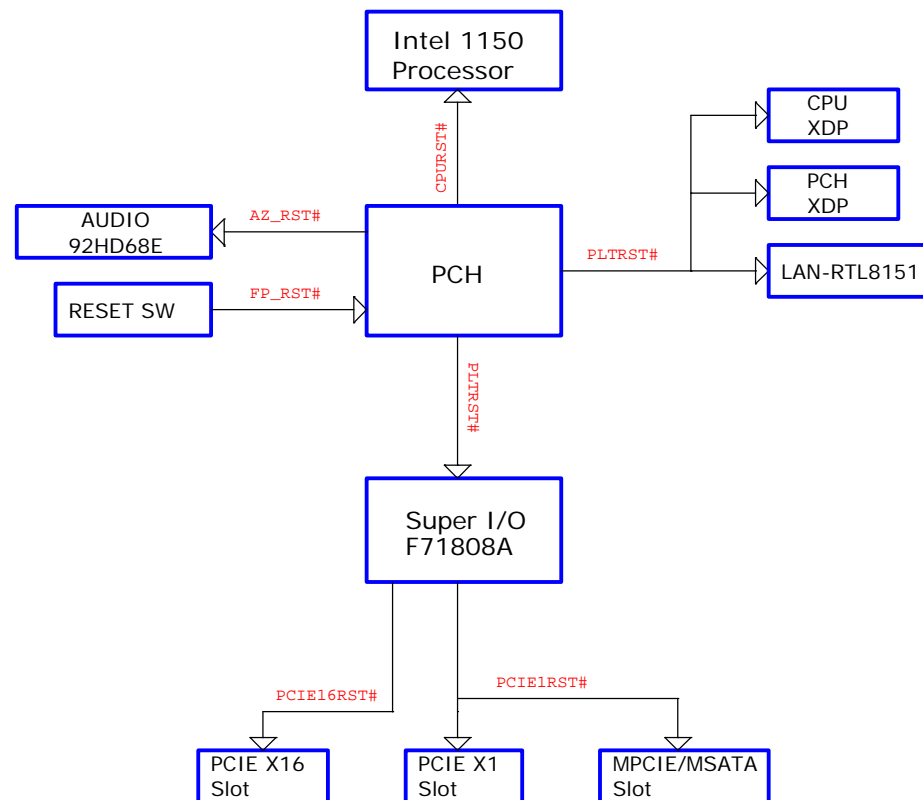 Intel 1150
Processor
CPURST#
CPU
XDP
PCH
XDP
LAN-RTL8151
PLTRST#
AUDIO
92HD68E
AZ_RST#
RESET SW
FP_RST#
PCH
PLTRST#
Super I/O
F71808A
PCIE16RST#
PCIE1RST#
PCIE X16
Slot
PCIE X1
Slot
MPCIE/MSATA
Slot